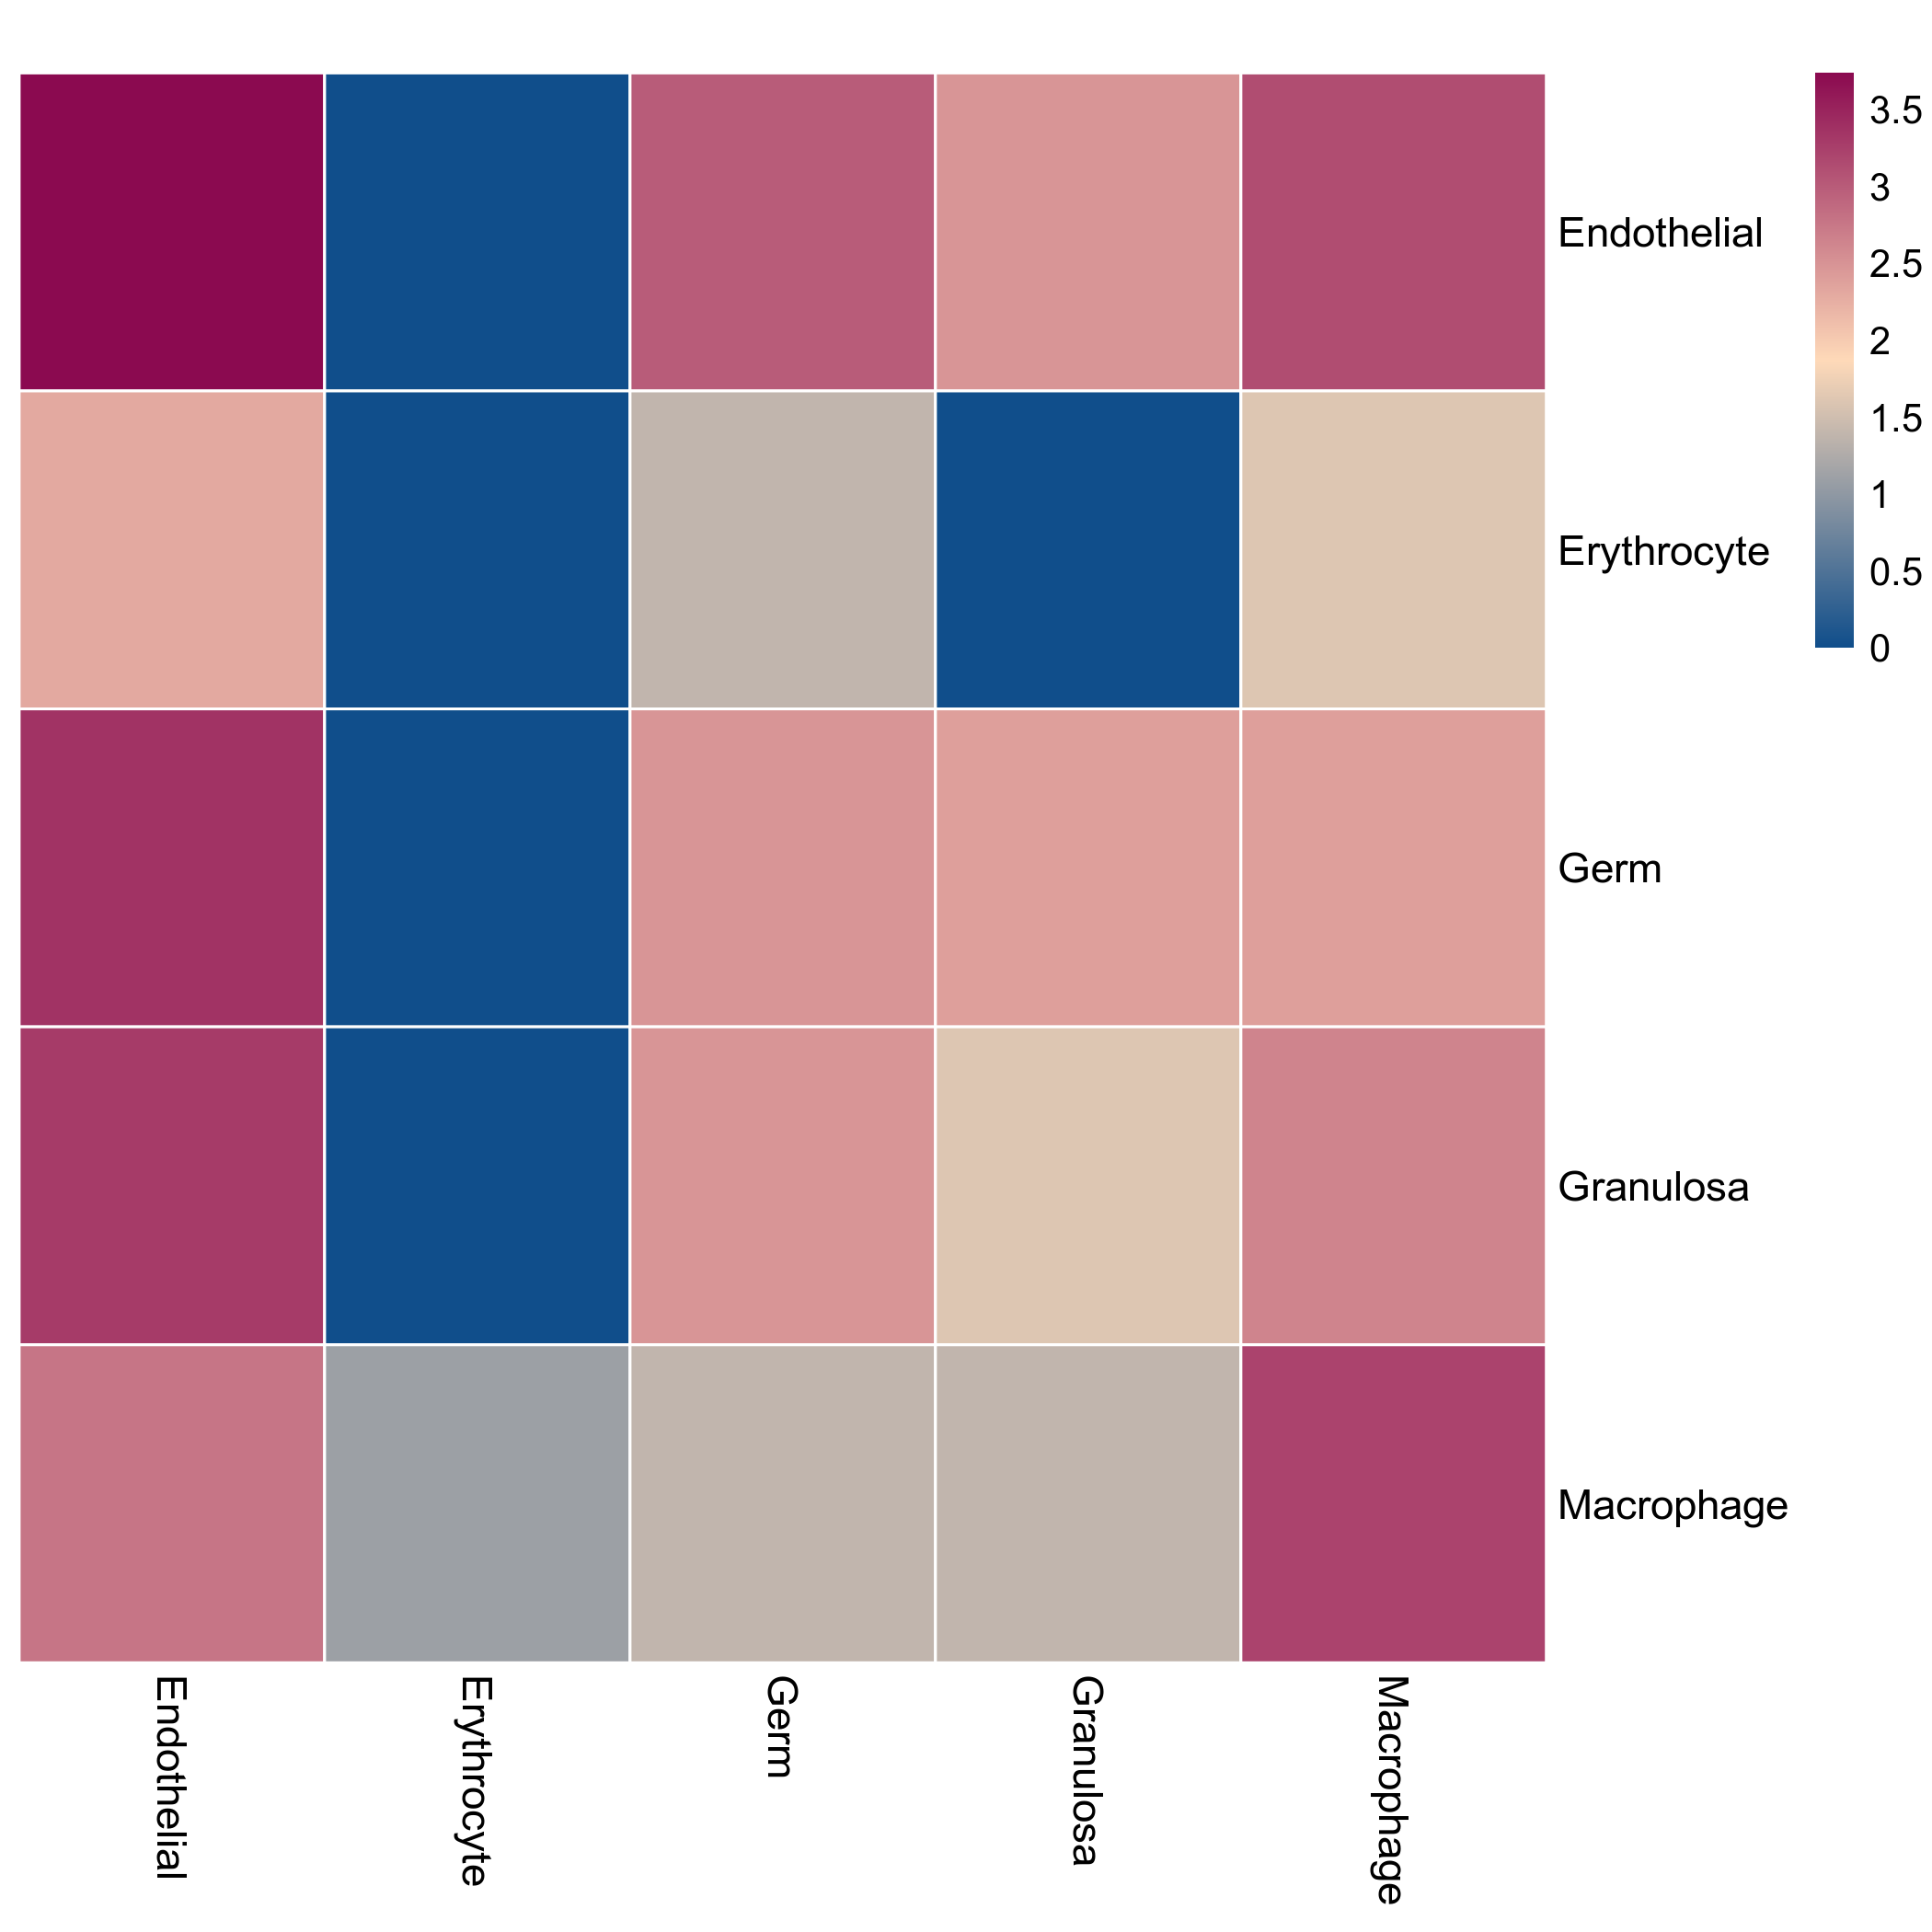 3.5
3
2.5
2
1.5
1
0.5
0
Endothelial
Erythrocyte
Germ
Granulosa
Macrophage
Endothelial
Erythrocyte
Germ
Granulosa
Macrophage